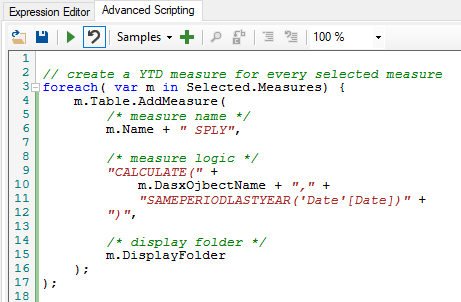 Expression Editor Advanced Scripting
Samples 100 %
1
2 // create a YTD measure for every selected measure
3 foreach( var m in Selected.Measures) {
4 m.Table.AddMeasure(
5 /* measure name */
6 m.Name + " SPLY",
7
8 /* measure logic */
9 "CALCULATE(" +
10 m.DasxOjbectName + "," +
11 "SAMEPERIODLASTYEAR('Date'[Date])" +
12 ")",
13
14 /* display folder */
15 m.DisplayFolder
16 );
17 };
18